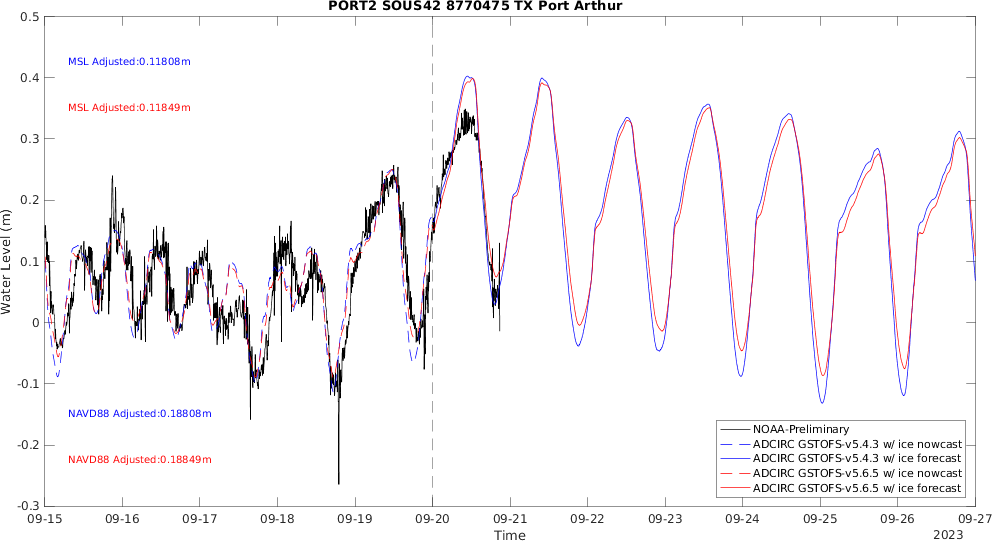 PORT2 SOUS42 8770475 TX Port Arthur
0.5
0.4
0.3
0.2
0.1
0
-0.1
-0.2
-0.3
Water Level (m)
MSL Adjusted:0.11808m
MSL Adjusted:0.11849m
NAVD88 Adjusted:0.18808m
NAVD88 Adjusted:0.18849m
NOAA-Preliminary
ADCIRC GSTOFS-v5.4.3 w/ ice nowcast
ADCIRC GSTOFS-v5.4.3 w/ ice forecast
ADCIRC GSTOFS-v5.6.5 w/ ice nowcast
ADCIRC GSTOFS-v5.6.5 w/ ice forecast
09-15 09-16 09-17 09-18 09-19 09-20 09-21 09-22 09-23 09-24 09-25 09-26 09-27
Time
2023